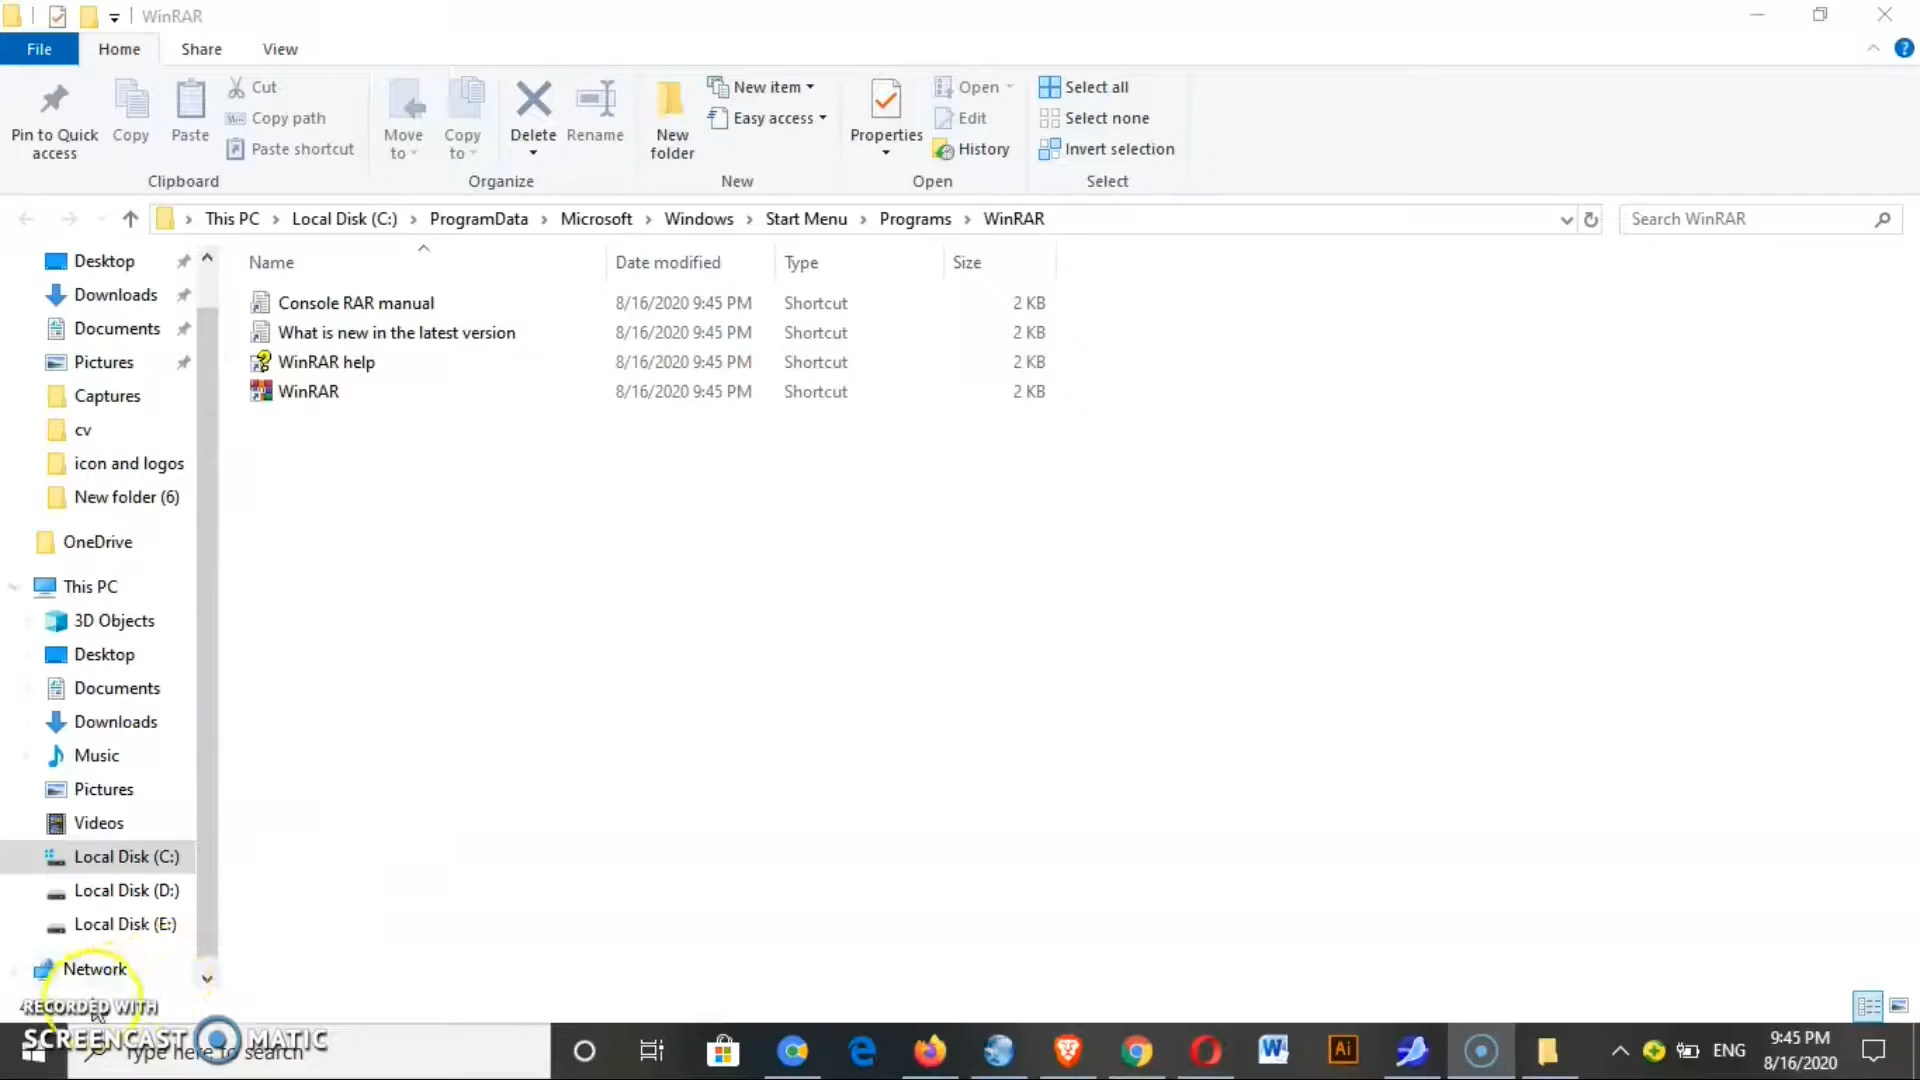 WinRAR
File Home Share View
Pin to Quick access
Copy
Paste
Cut
Copy path
Paste shortcut
Clipboard
Move to
Copy to
Delete
Rename
Organize
New folder
New item
Easy access
New
Properties
Open
Edit
History
Open
Select all
Select none
Invert selection
Select
This PC > Local Disk (C:) > ProgramData > Microsoft > Windows > Start Menu > Programs > WinRAR
Search WinRAR
Name Date modified Type Size
Console RAR manual 8/16/2020 9:45 PM Shortcut 2 KB
What is new in the latest version 8/16/2020 9:45 PM Shortcut 2 KB
WinRAR help 8/16/2020 9:45 PM Shortcut 2 KB
WinRAR 8/16/2020 9:45 PM Shortcut 2 KB
Desktop
Downloads
Documents
Pictures
Captures
cv
icon and logos
New folder (6)
OneDrive
This PC
3D Objects
Desktop
Documents
Downloads
Music
Pictures
Videos
Local Disk (C:)
Local Disk (D:)
Local Disk (E:)
Network
RECORDED WITH
SCREENCAST MATIC
Type here to search
W
Ai
ENG
9:45 PM
8/16/2020